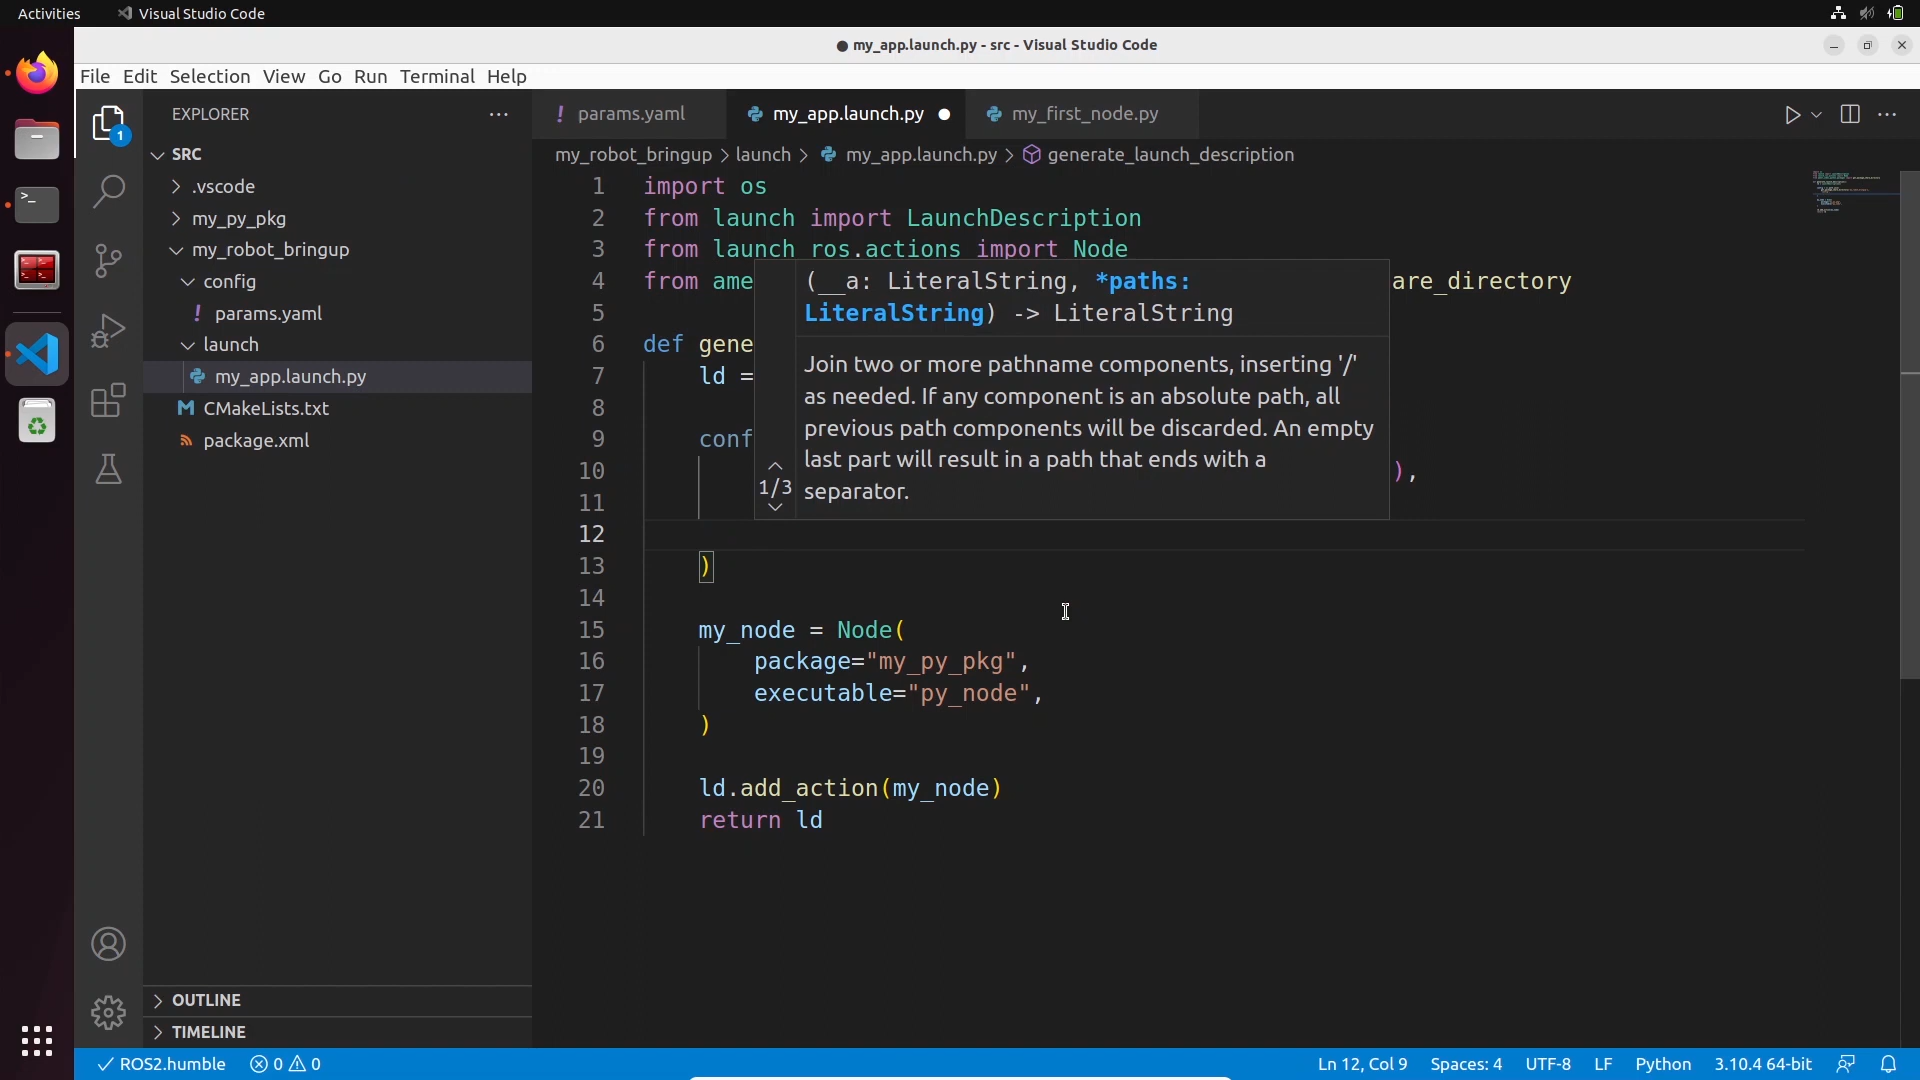 Activities Visual Studio Code
● my_app.launch.py - src - Visual Studio Code
File Edit Selection View Go Run Terminal Help
EXPLORER
SRC
.vscode
my_py_pkg
my_robot_bringup
config
! params.yaml
launch
my_app.launch.py
CMakeLists.txt
package.xml
OUTLINE
TIMELINE
1
! params.yaml my_app.launch.py ● my_first_node.py
my_robot_bringup > launch > my_app.launch.py > generate_launch_description
1 import os
2 from launch import LaunchDescription
3 from launch_ros.actions import Node
4 from ame are_directory
5
6 def gene
7 ld =
8
9 conf
10 ),
11
12
13 )
14
15 my_node = Node(
16 package="my_py_pkg",
17 executable="py_node",
18 )
19
20 ld.add_action(my_node)
21 return ld
(__a: LiteralString, *paths:
LiteralString) -> LiteralString
Join two or more pathname components, inserting '/'
as needed. If any component is an absolute path, all
previous path components will be discarded. An empty
last part will result in a path that ends with a
separator.
1/3
ROS2.humble 0 0 Ln 12, Col 9 Spaces: 4 UTF-8 LF Python 3.10.4 64-bit